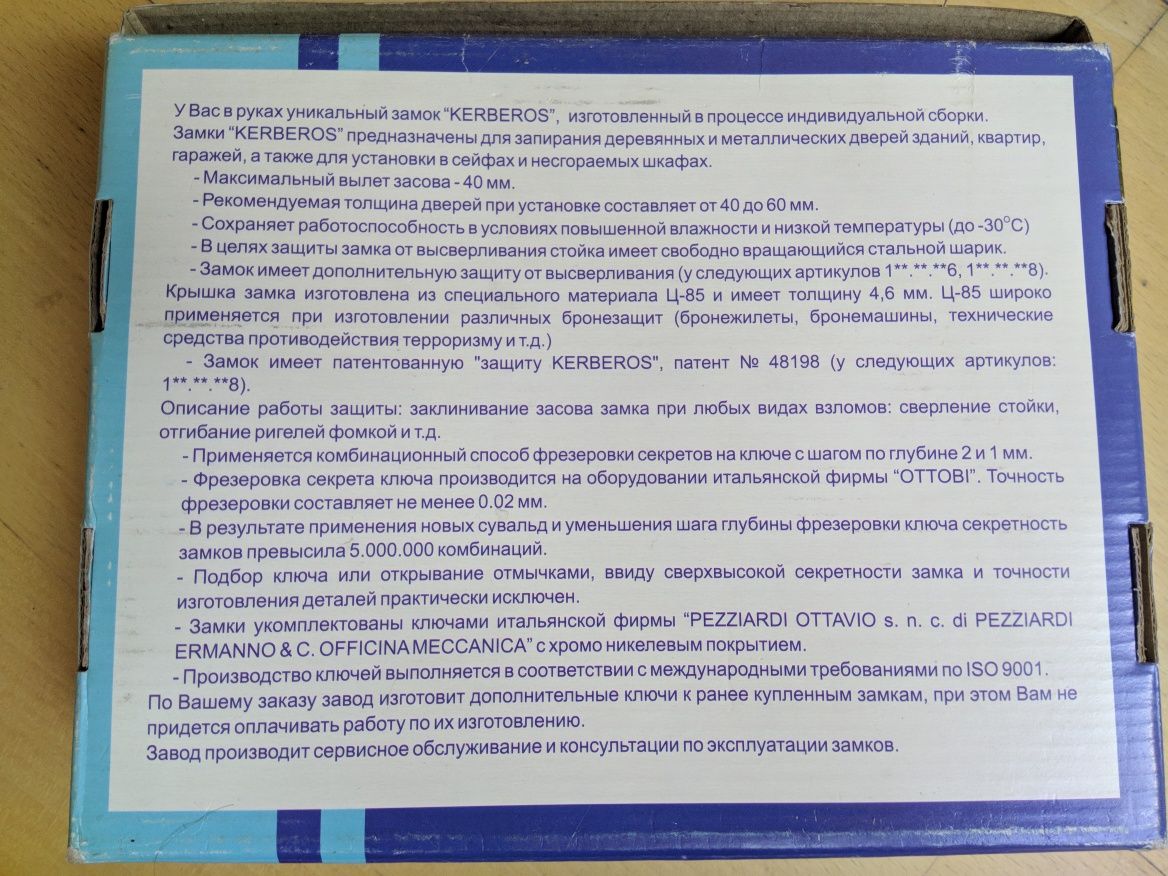 У Вас в руках уникальный замок “KERBEROS”, изготовленный в процессе индивидуальной сборки.
Замки “KERBEROS” предназначены для запирания деревянных и металлических дверей зданий, квартир,
гаражей, а также для установки в сейфах и несгораемых шкафах.
- Максимальный вылет засова - 40 мм.
- Рекомендуемая толщина дверей при установке составляет от 40 до 60 мм.
- Сохраняет работоспособность в условиях повышенной влажности и низкой температуры (до -30°С)
- В целях защиты замка от высверливания стойка имеет свободно вращающийся стальной шарик.
- Замок имеет дополнительную защиту от высверливания (у следующих артикулов 1**.**.**6, 1**.**.**8).
Крышка замка изготовлена из специального материала Ц-85 и имеет толщину 4,6 мм. Ц-85 широко
применяется при изготовлении различных бронезащит (бронежилеты, бронемашины, технические
средства противодействия терроризму и т.д.)
- Замок имеет патентованную "защиту KERBEROS", патент № 48198 (у следующих артикулов:
1**.**.**8).
Описание работы защиты: заклинивание засова замка при любых видах взломов: сверление стойки,
отгибание ригелей фомкой и т.д.
- Применяется комбинационный способ фрезеровки секретов на ключе с шагом по глубине 2 и 1 мм.
- Фрезеровка секрета ключа производится на оборудовании итальянской фирмы “OTTOBI”. Точность
фрезеровки составляет не менее 0.02 мм.
- В результате применения новых сувальд и уменьшения шага глубины фрезеровки ключа секретность
замков превысила 5.000.000 комбинаций.
- Подбор ключа или открывание отмычками, ввиду сверхвысокой секретности замка и точности
изготовления деталей практически исключен.
- Замки укомплектованы ключами итальянской фирмы “PEZZIARDI OTTAVIO s. n. c. di PEZZIARDI
ERMANNO & C. OFFICINA MECCANICA” с хромо никелевым покрытием.
- Производство ключей выполняется в соответствии с международными требованиями по ISO 9001.
По Вашему заказу завод изготовит дополнительные ключи к ранее купленным замкам, при этом Вам не
придется оплачивать работу по их изготовлению.
Завод производит сервисное обслуживание и консультации по эксплуатации замков.